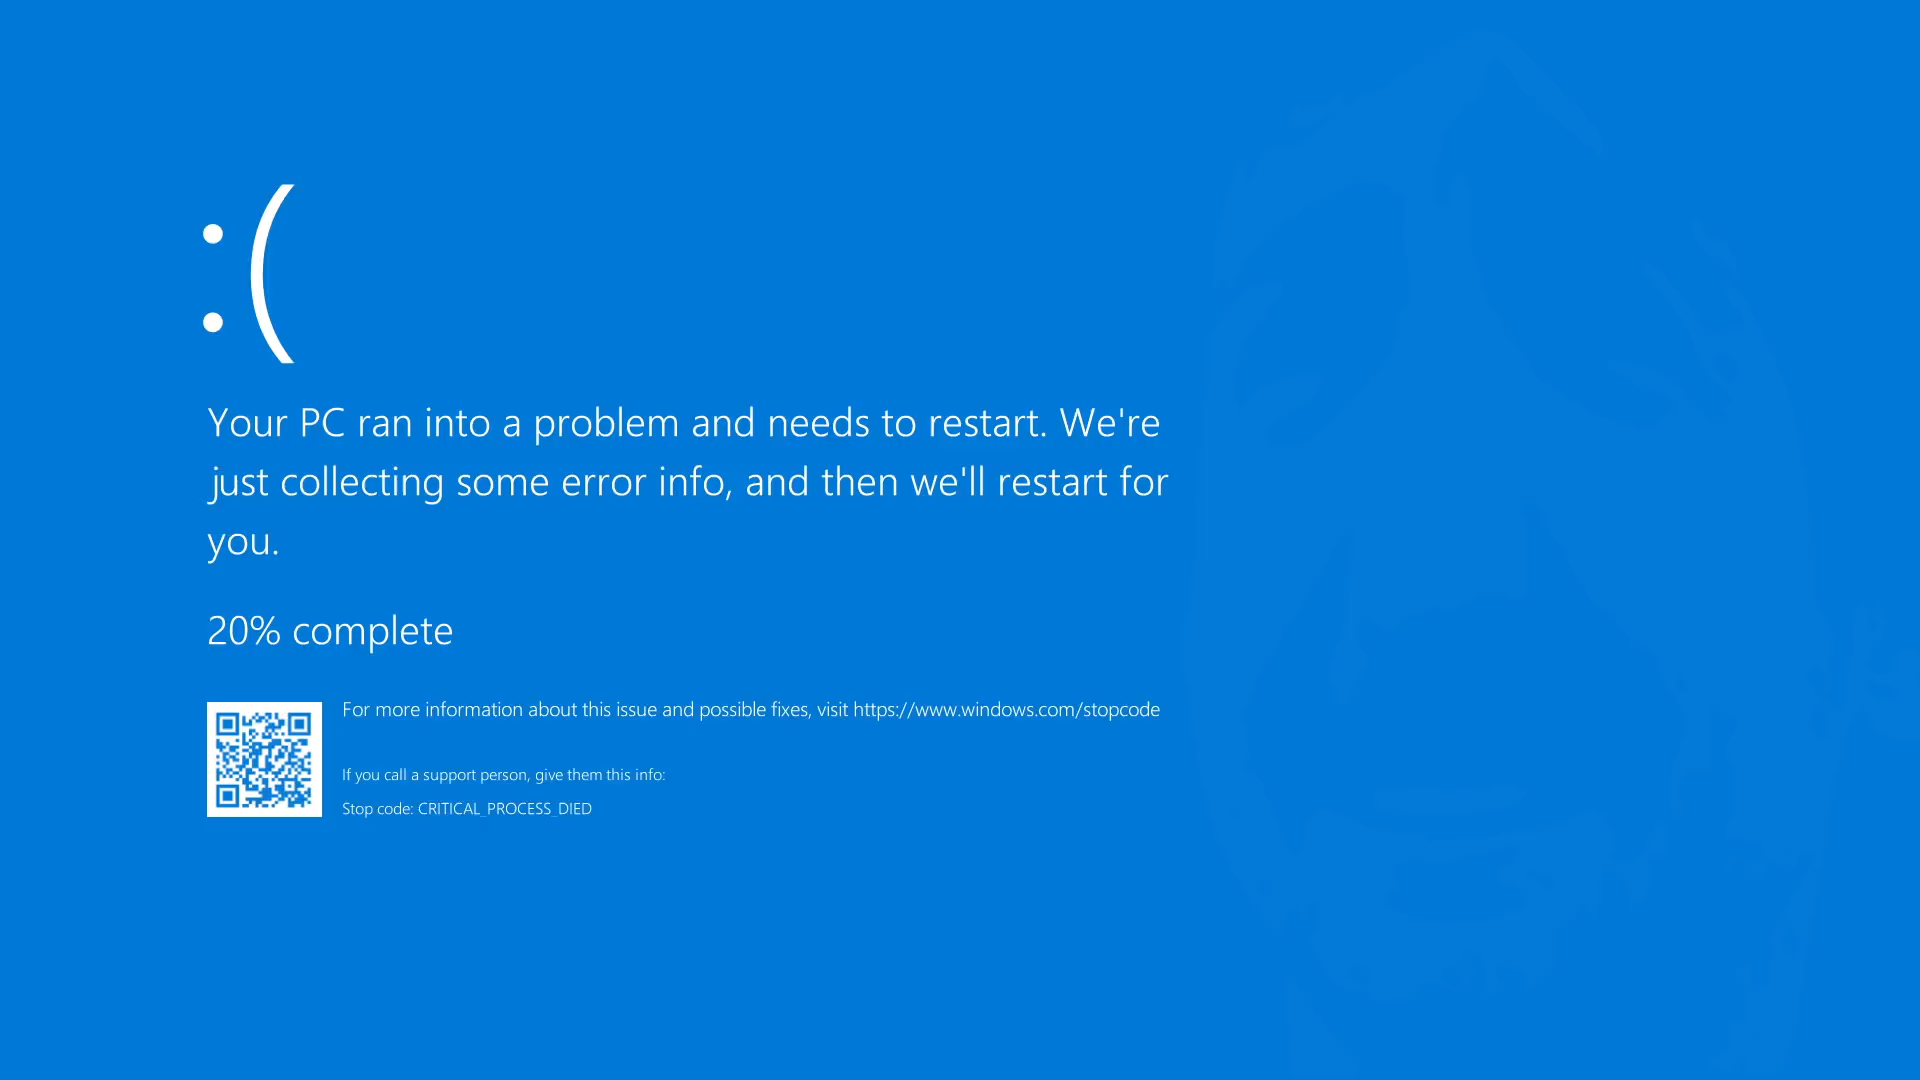 :(
Your PC ran into a problem and needs to restart. We're
just collecting some error info, and then we'll restart for
you.
20% complete
For more information about this issue and possible fixes, visit https://www.windows.com/stopcode
If you call a support person, give them this info:
Stop code: CRITICAL_PROCESS_DIED